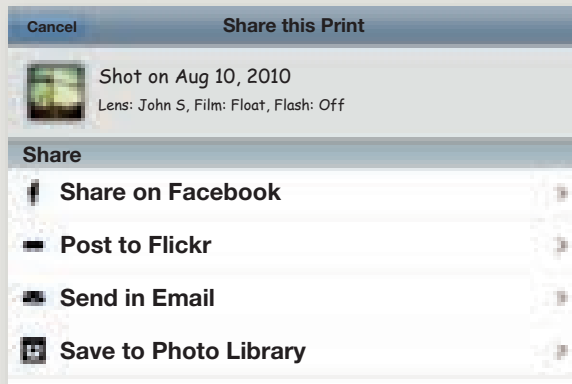 Cancel Share this Print
Shot on Aug 10, 2010
Lens: John S, Film: Float, Flash: Off
Share
Share on Facebook
Post to Flickr
Send in Email
Save to Photo Library